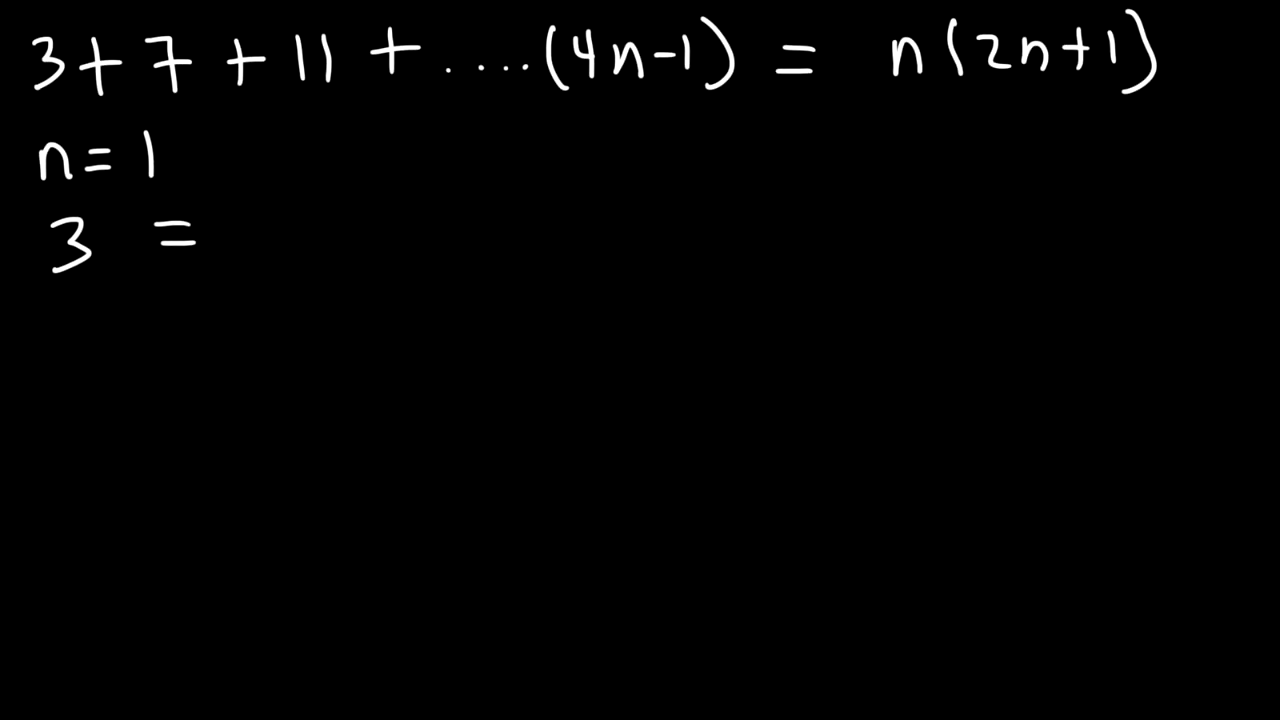 3 + 7 + 11 + .....(4n-1) = n(2n+1)
n = 1
3 =